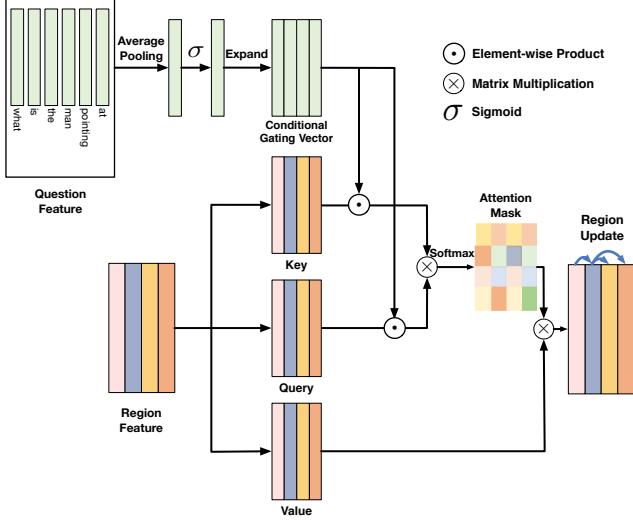 what
is
the
man
pointing
at
Question
Feature
Average
Pooling
σ
Expand
Conditional
Gating Vector
Element-wise Product
Matrix Multiplication
σ Sigmoid
Key
Query
Value
Region
Feature
Softmax
Attention
Mask
Region
Update